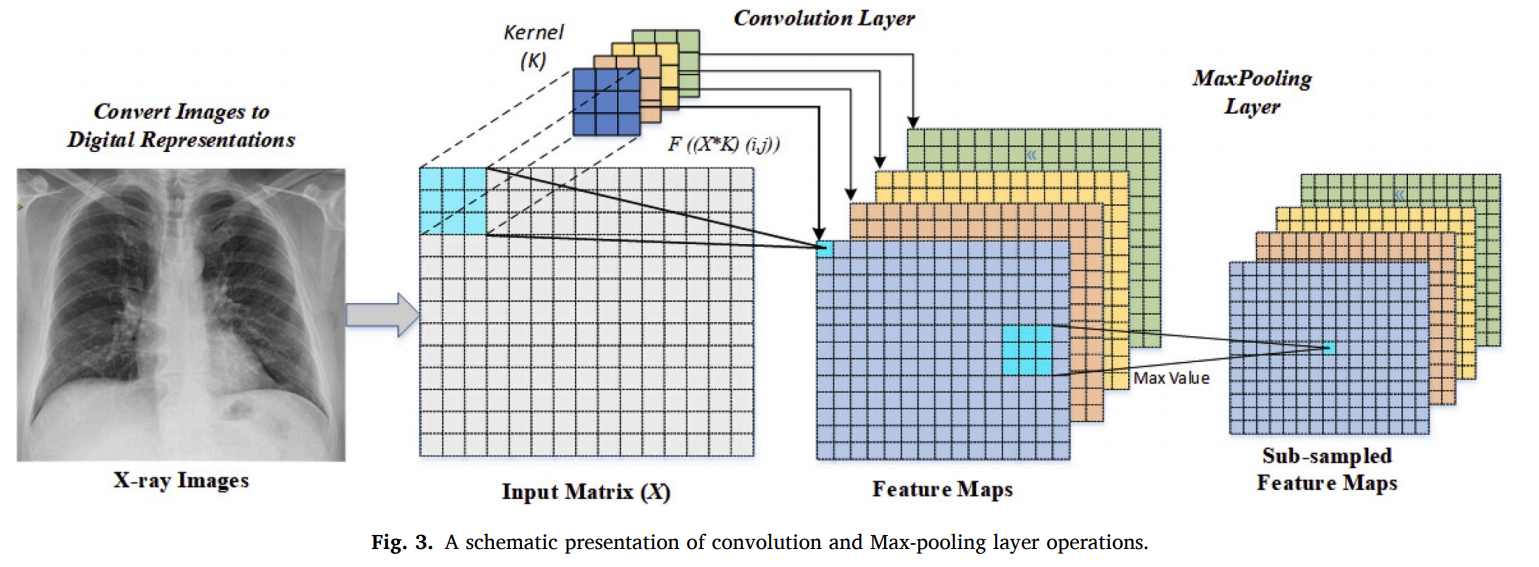 Convolution Layer
Kernel
(K)
MaxPooling
Layer
Convert Images to
Digital Representations
F ((X*K) (i,j))
«
«
Max Value
X-ray Images
Input Matrix (X)
Feature Maps
Sub-sampled
Feature Maps
Fig. 3. A schematic presentation of convolution and Max-pooling layer operations.